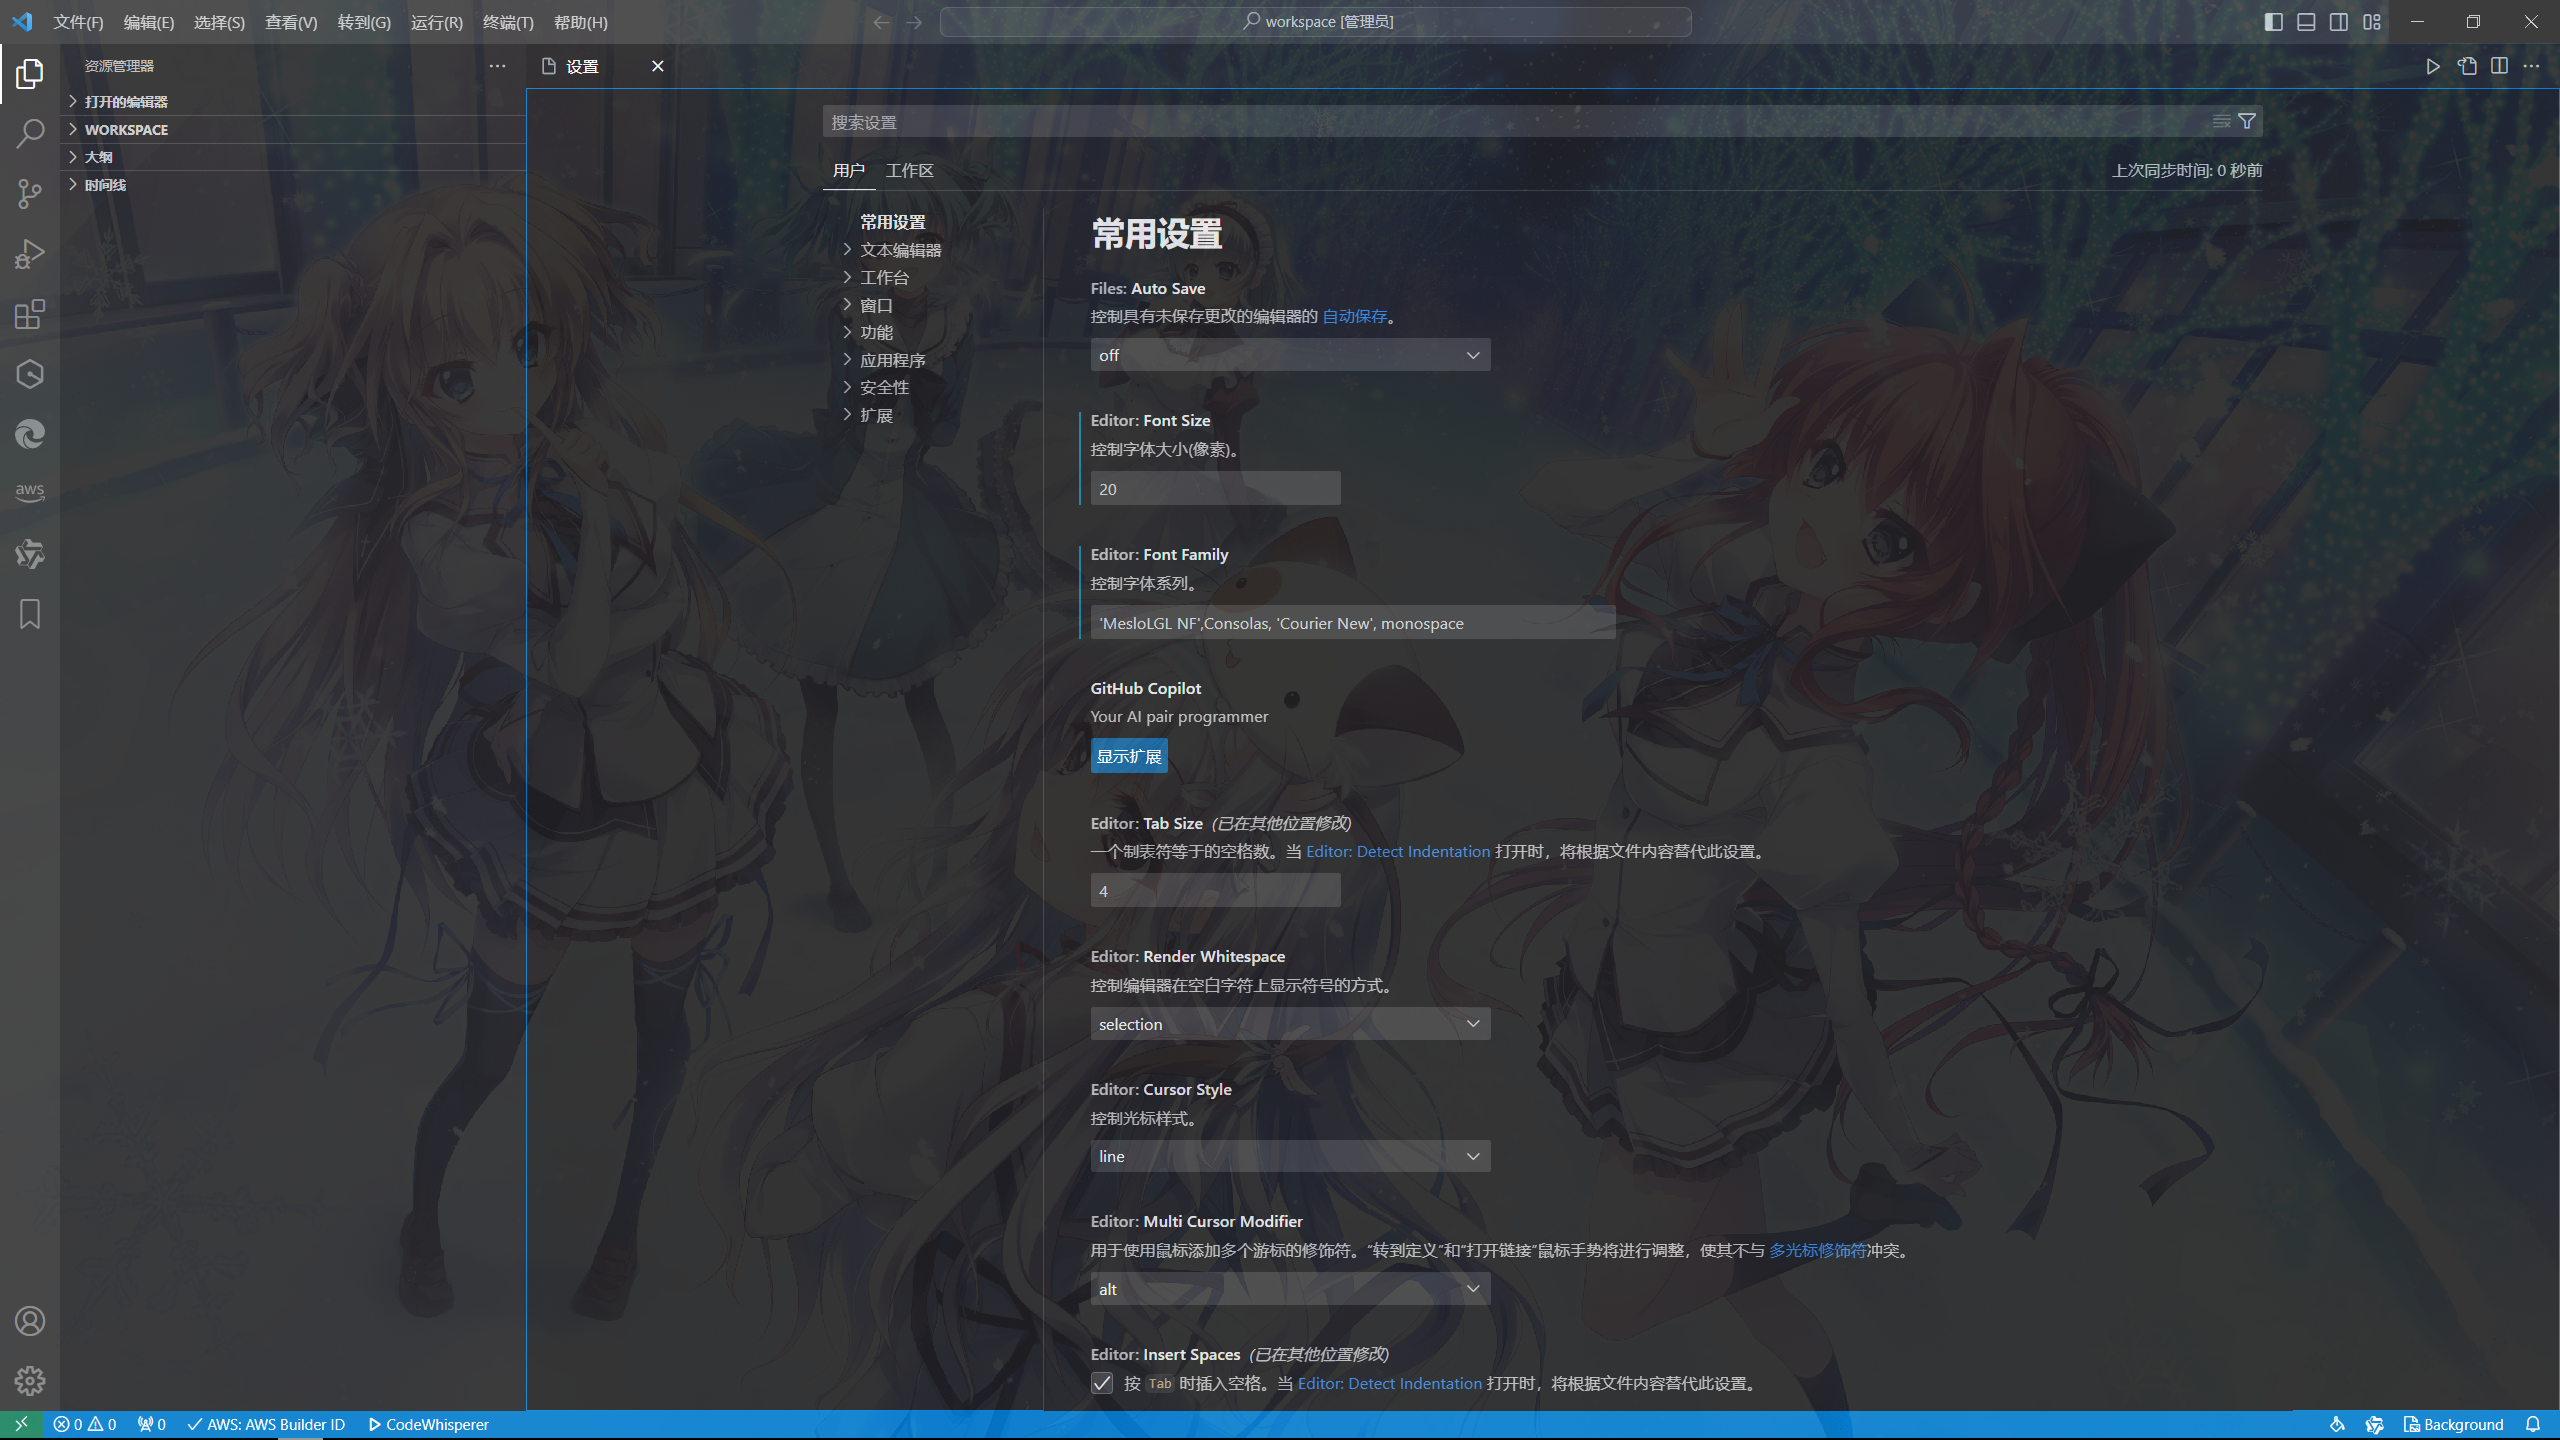 文件(F) 编辑(E) 选择(S) 查看(V) 转到(G) 运行(R) 终端(T) 帮助(H)
workspace [管理员]
资源管理器
打开的编辑器
WORKSPACE
大纲
时间线
aws
设置
搜索设置
用户 工作区
上次同步时间: 0 秒前
常用设置
文本编辑器
工作台
窗口
功能
应用程序
安全性
扩展
常用设置
Files: Auto Save
控制具有未保存更改的编辑器的 自动保存。
off
Editor: Font Size
控制字体大小(像素)。
20
Editor: Font Family
控制字体系列。
'MesloLGL NF',Consolas, 'Courier New', monospace
GitHub Copilot
Your AI pair programmer
显示扩展
Editor: Tab Size (已在其他位置修改)
一个制表符等于的空格数。当 Editor: Detect Indentation 打开时，将根据文件内容替代此设置。
4
Editor: Render Whitespace
控制编辑器在空白字符上显示符号的方式。
selection
Editor: Cursor Style
控制光标样式。
line
Editor: Multi Cursor Modifier
用于使用鼠标添加多个游标的修饰符。“转到定义”和“打开链接”鼠标手势将进行调整，使其不与 多光标修饰符冲突。
alt
Editor: Insert Spaces (已在其他位置修改)
按 Tab 时插入空格。当 Editor: Detect Indentation 打开时，将根据文件内容替代此设置。
0 0 0 AWS: AWS Builder ID CodeWhisperer
Background